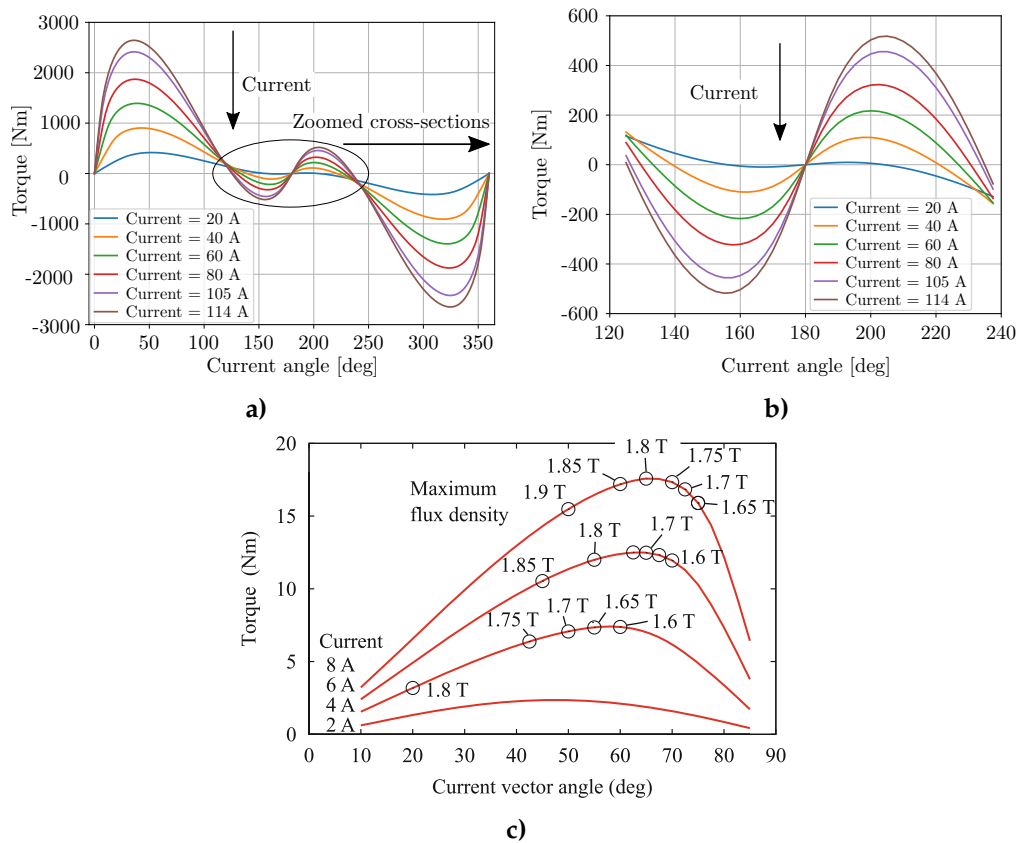 3000
2000
1000
0
-1000
-2000
-3000
Torque [Nm]
Current
Zoomed cross-sections
Current = 20 A
Current = 40 A
Current = 60 A
Current = 80 A
Current = 105 A
Current = 114 A
0 50 100 150 200 250 300 350
Current angle [deg]
a)
600
400
200
0
-200
-400
-600
Torque [Nm]
Current
Current = 20 A
Current = 40 A
Current = 60 A
Current = 80 A
Current = 105 A
Current = 114 A
120 140 160 180 200 220 240
Current angle [deg]
b)
20
15
10
5
0
Torque (Nm)
Maximum
flux density
1.9 T
1.85 T
1.8 T
1.75 T
1.7 T
1.65 T
1.85 T
1.8 T
1.7 T
1.6 T
1.8 T
1.75 T
1.7 T
1.65 T
1.6 T
Current
8 A
6 A
4 A
2 A
0 10 20 30 40 50 60 70 80 90
Current vector angle (deg)
c)